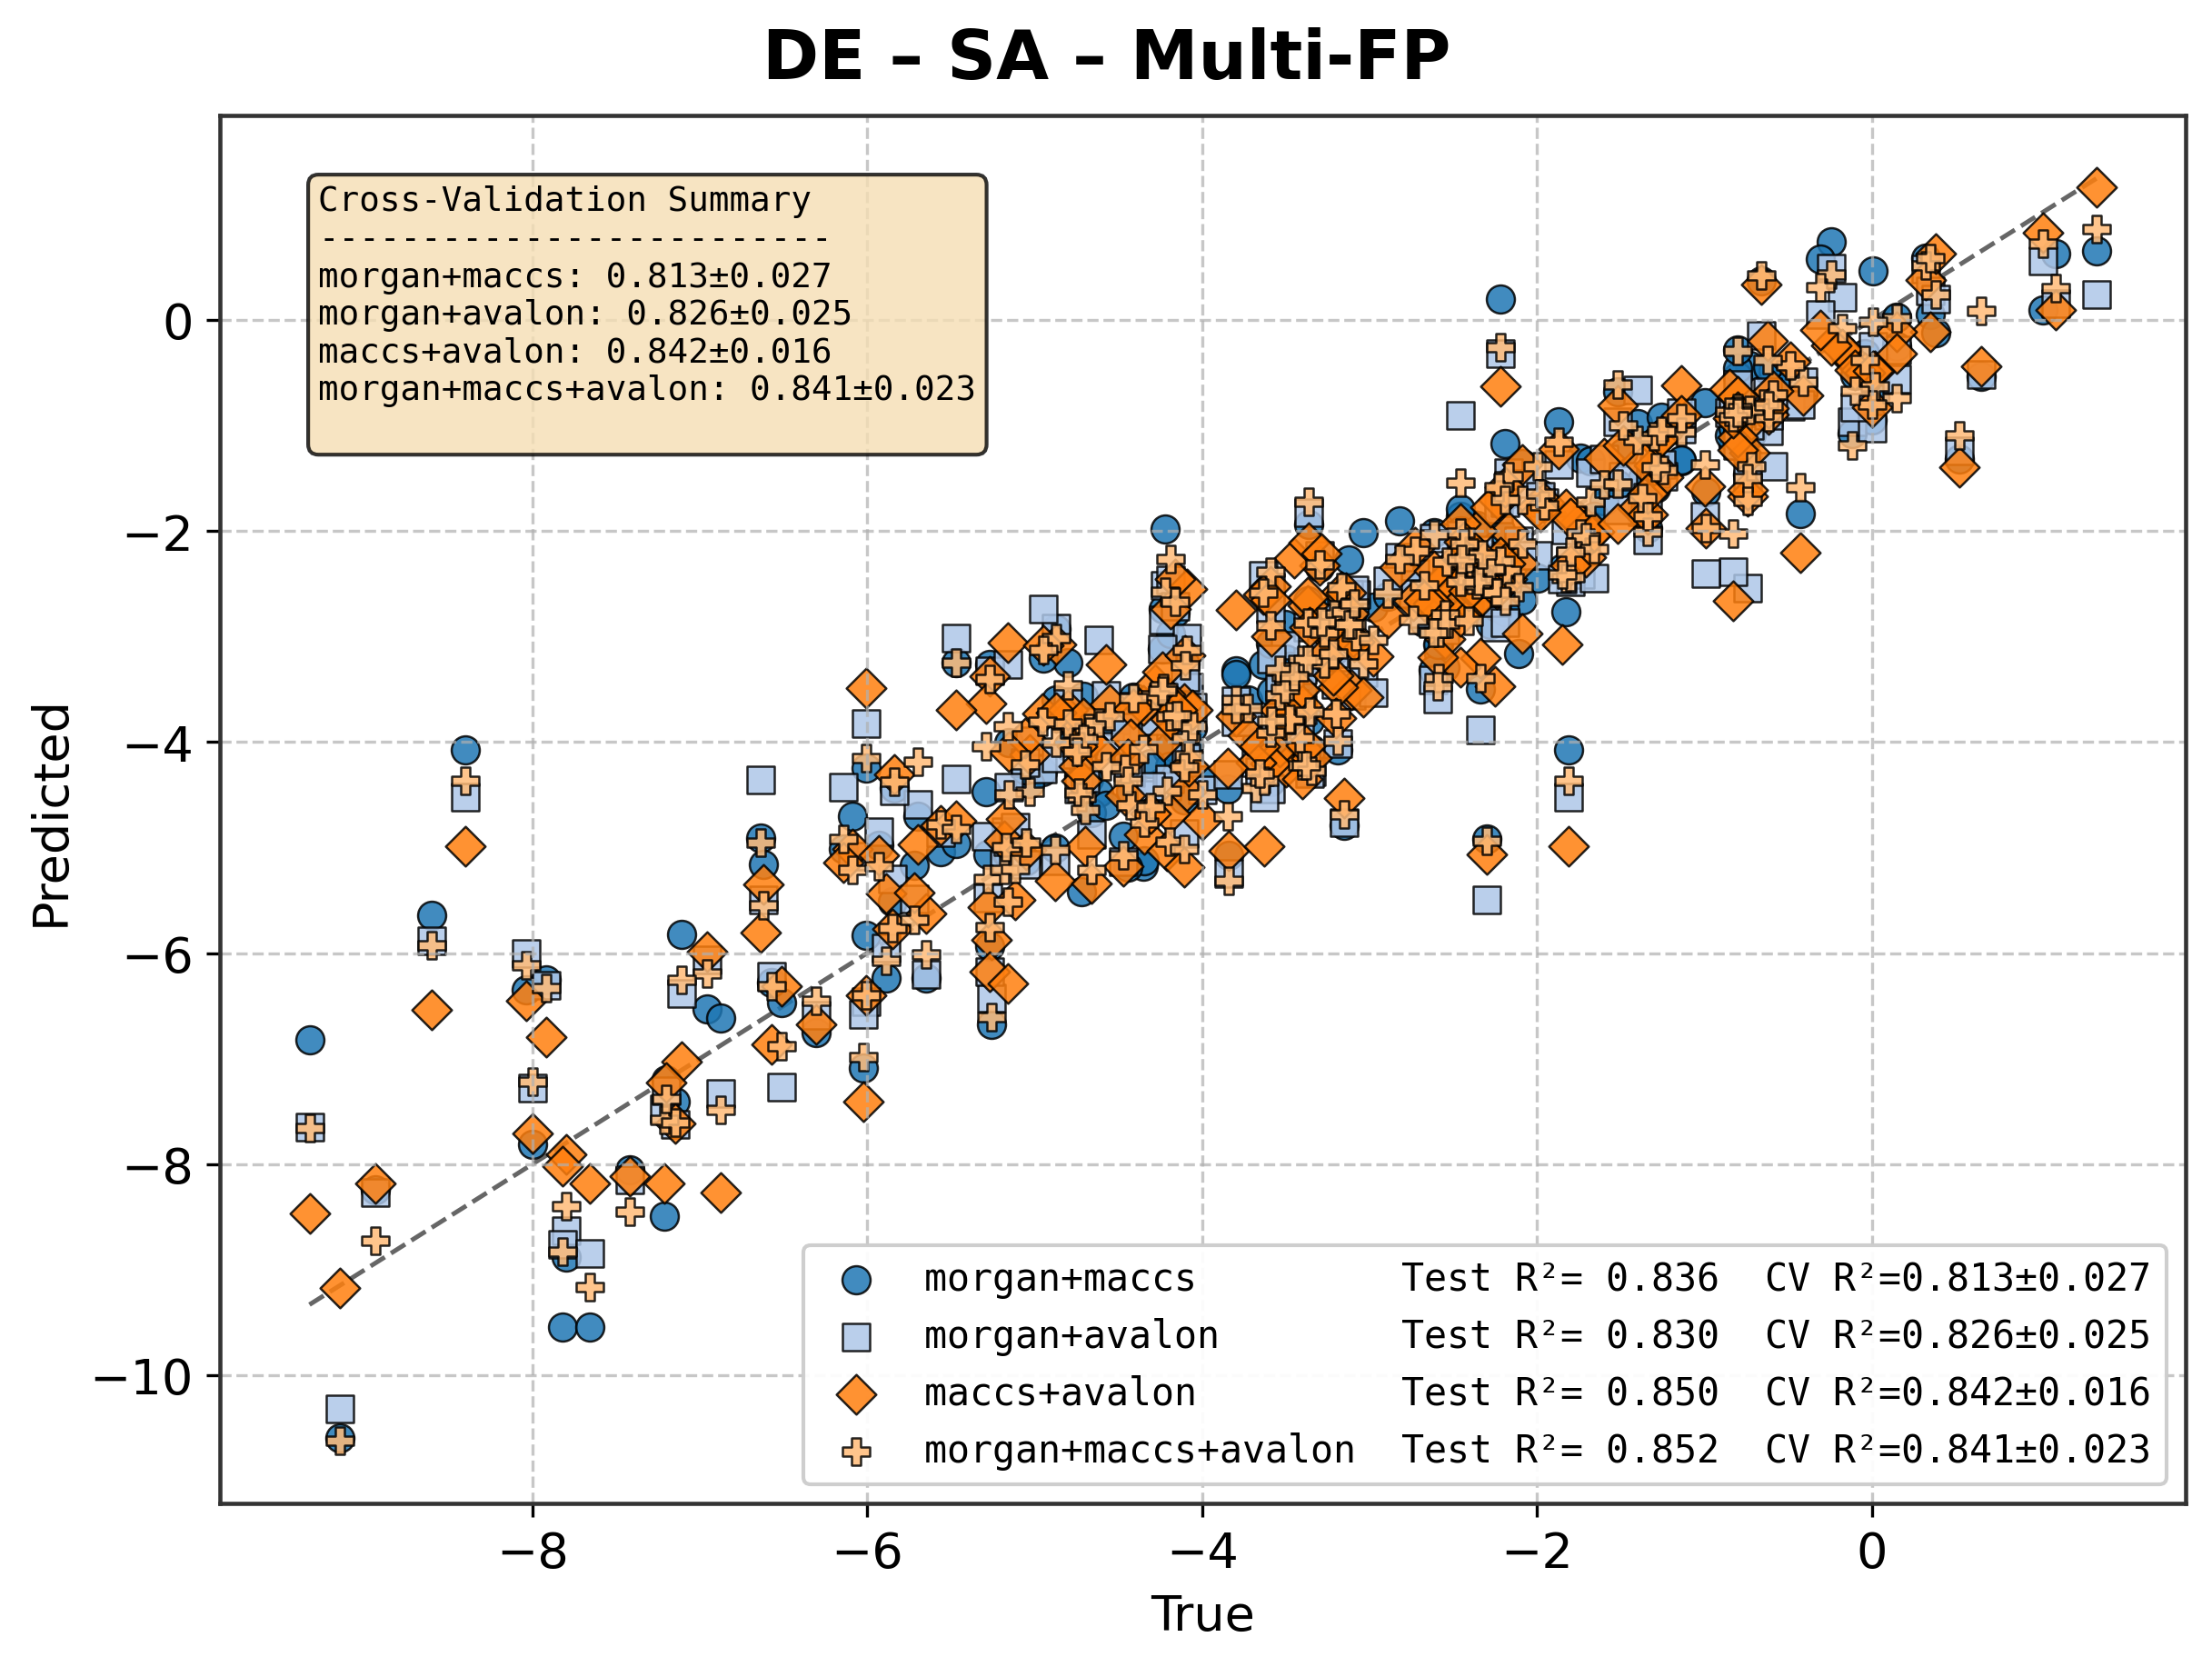 DE – SA – Multi-FP
Cross-Validation Summary
-------------------------
morgan+maccs: 0.813±0.027
morgan+avalon: 0.826±0.025
maccs+avalon: 0.842±0.016
morgan+maccs+avalon: 0.841±0.023
0
−2
−4
−6
−8
−10
Predicted
morgan+maccs Test R²= 0.836 CV R²=0.813±0.027
morgan+avalon Test R²= 0.830 CV R²=0.826±0.025
maccs+avalon Test R²= 0.850 CV R²=0.842±0.016
morgan+maccs+avalon Test R²= 0.852 CV R²=0.841±0.023
−8 −6 −4 −2 0
True